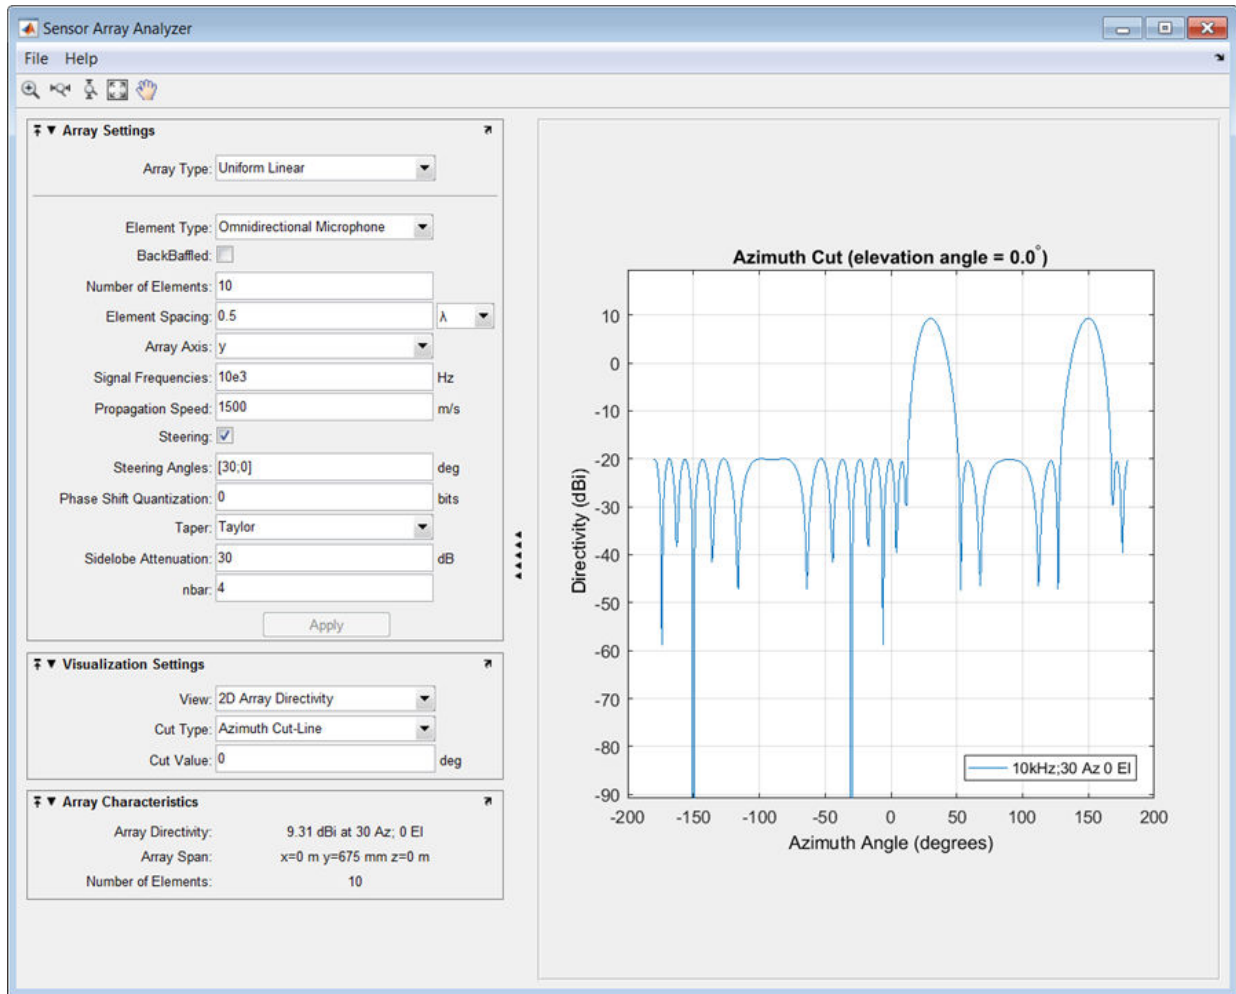 Sensor Array Analyzer
File Help
Array Settings
Array Type: Uniform Linear
Element Type: Omnidirectional Microphone
BackBaffled:
Number of Elements: 10
Element Spacing: 0.5 λ
Array Axis: y
Signal Frequencies: 10e3 Hz
Propagation Speed: 1500 m/s
Steering:
Steering Angles: [30;0] deg
Phase Shift Quantization: 0 bits
Taper: Taylor
Sidelobe Attenuation: 30 dB
nbar: 4
Apply
Visualization Settings
View: 2D Array Directivity
Cut Type: Azimuth Cut-Line
Cut Value: 0 deg
Array Characteristics
Array Directivity: 9.31 dBi at 30 Az; 0 El
Array Span: x=0 m y=675 mm z=0 m
Number of Elements: 10
Azimuth Cut (elevation angle = 0.0°)
Directivity (dBi)
10
0
-10
-20
-30
-40
-50
-60
-70
-80
-90
10kHz;30 Az 0 El
-200 -150 -100 -50 0 50 100 150 200
Azimuth Angle (degrees)